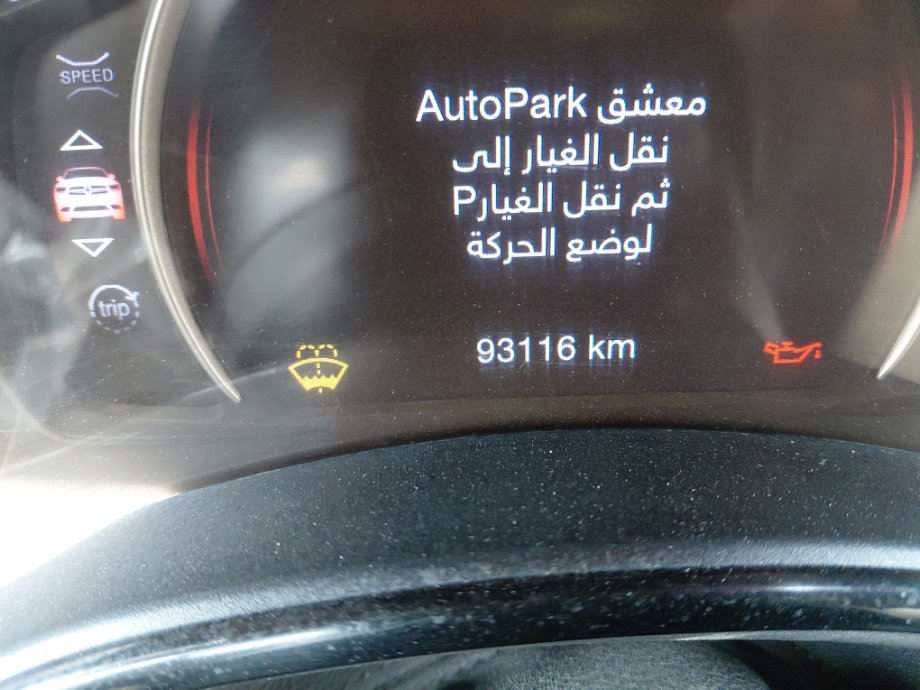 SPEED
معشق AutoPark
نقل الغيار إلى
ثم نقل الغيارP
لوضع الحركة
trip
93116 km